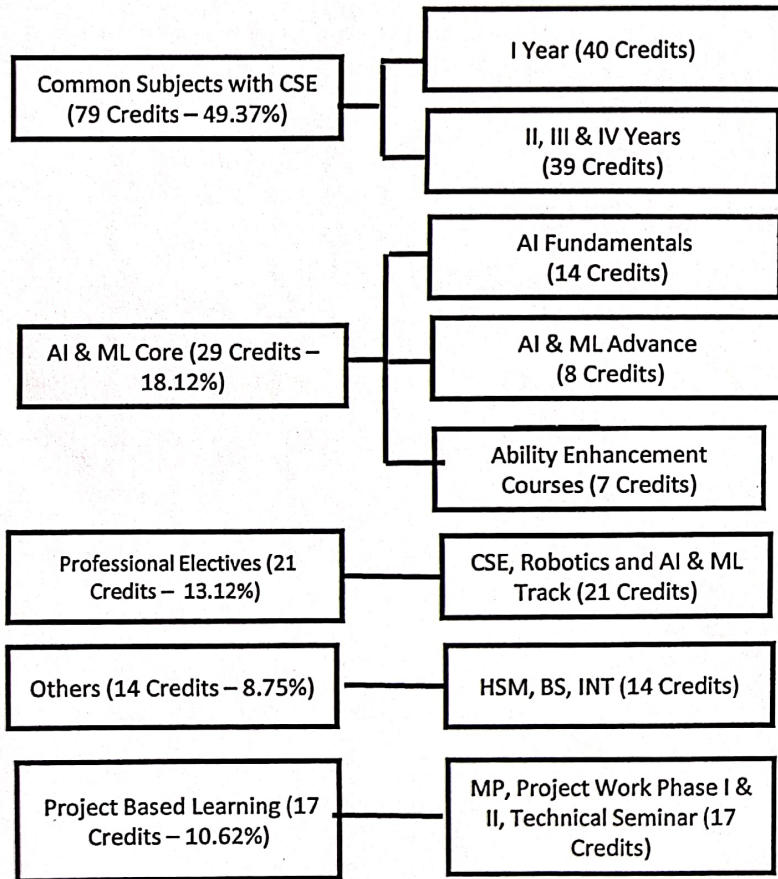 Common Subjects with CSE
(79 Credits – 49.37%)
I Year (40 Credits)
II, III & IV Years
(39 Credits)
AI & ML Core (29 Credits –
18.12%)
AI Fundamentals
(14 Credits)
AI & ML Advance
(8 Credits)
Ability Enhancement
Courses (7 Credits)
Professional Electives (21
Credits – 13.12%)
CSE, Robotics and AI & ML
Track (21 Credits)
Others (14 Credits – 8.75%)
HSM, BS, INT (14 Credits)
Project Based Learning (17
Credits – 10.62%)
MP, Project Work Phase I &
II, Technical Seminar (17
Credits)